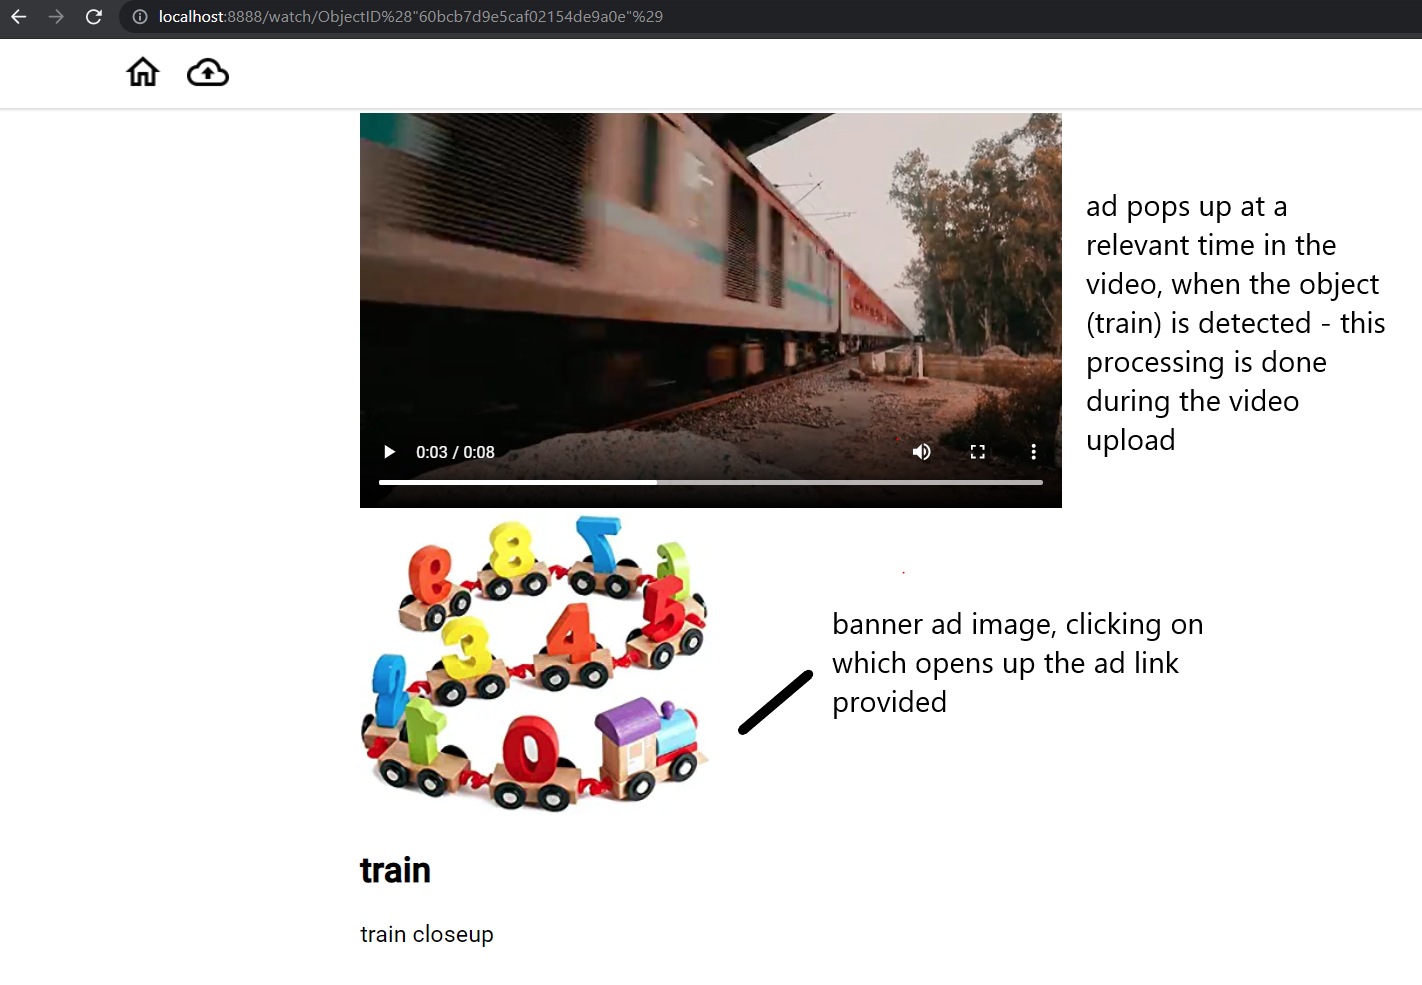 localhost:8888/watch/ObjectID%28"60bcb7d9e5caf02154de9a0e"%29
ad pops up at a
relevant time in the
video, when the object
(train) is detected - this
processing is done
during the video
upload
0:03 / 0:08
9 8 7
3 4 5
2 1 0
banner ad image, clicking on
which opens up the ad link
provided
train
train closeup